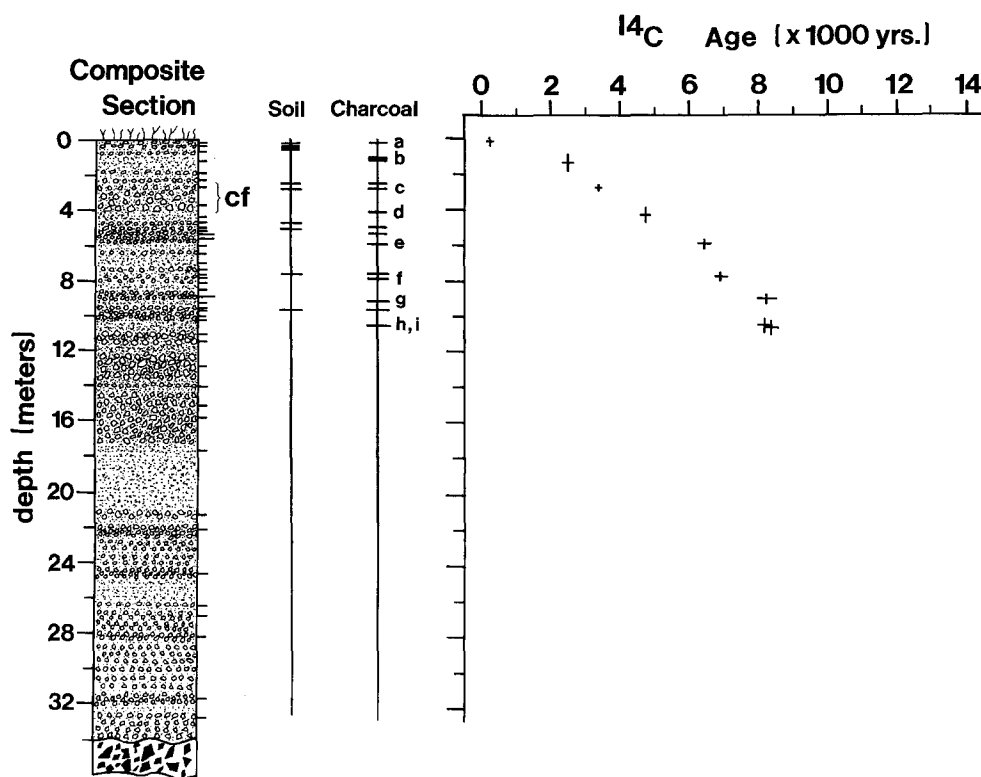 14C Age [x 1000 yrs.]
Composite
Section
Soil
Charcoal
0 2 4 6 8 10 12 14
0
4
8
12
16
20
24
28
32
depth [meters]
cf
a
b
c
d
e
f
g
h, i